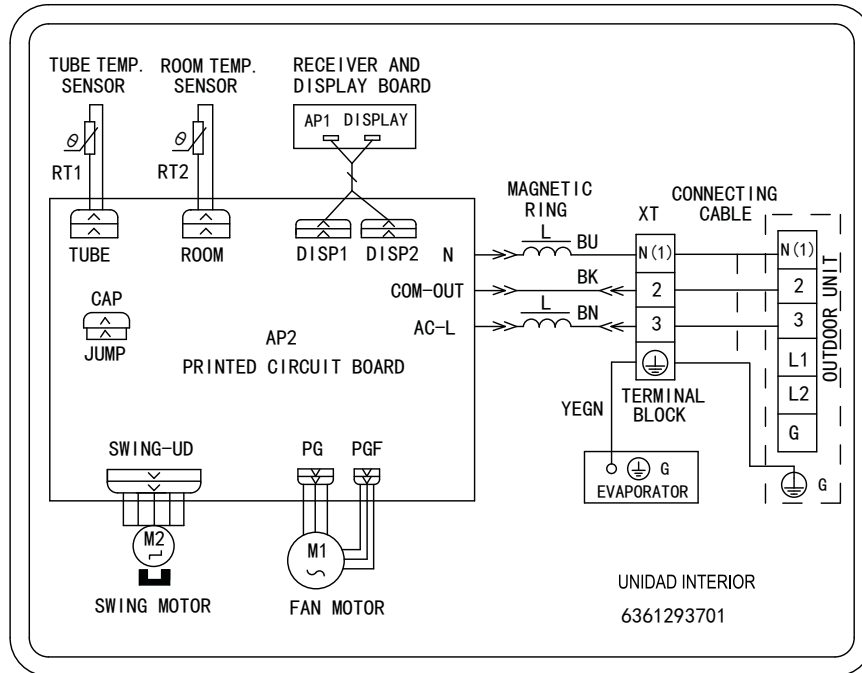 TUBE TEMP.
SENSOR
ROOM TEMP.
SENSOR
RECEIVER AND
DISPLAY BOARD
AP1 DISPLAY
θ
RT1
θ
RT2
TUBE
ROOM
DISP1
DISP2
N
COM-OUT
AC-L
CAP
JUMP
AP2
PRINTED CIRCUIT BOARD
MAGNETIC
RING
L
BU
BK
L
BN
XT
N(1)
2
3
TERMINAL
BLOCK
CONNECTING
CABLE
N(1)
2
3
L1
L2
G
OUTDOOR UNIT
G
YEGN
G
EVAPORATOR
SWING-UD
M2
SWING MOTOR
PG
PGF
M1
FAN MOTOR
UNIDAD INTERIOR
6361293701